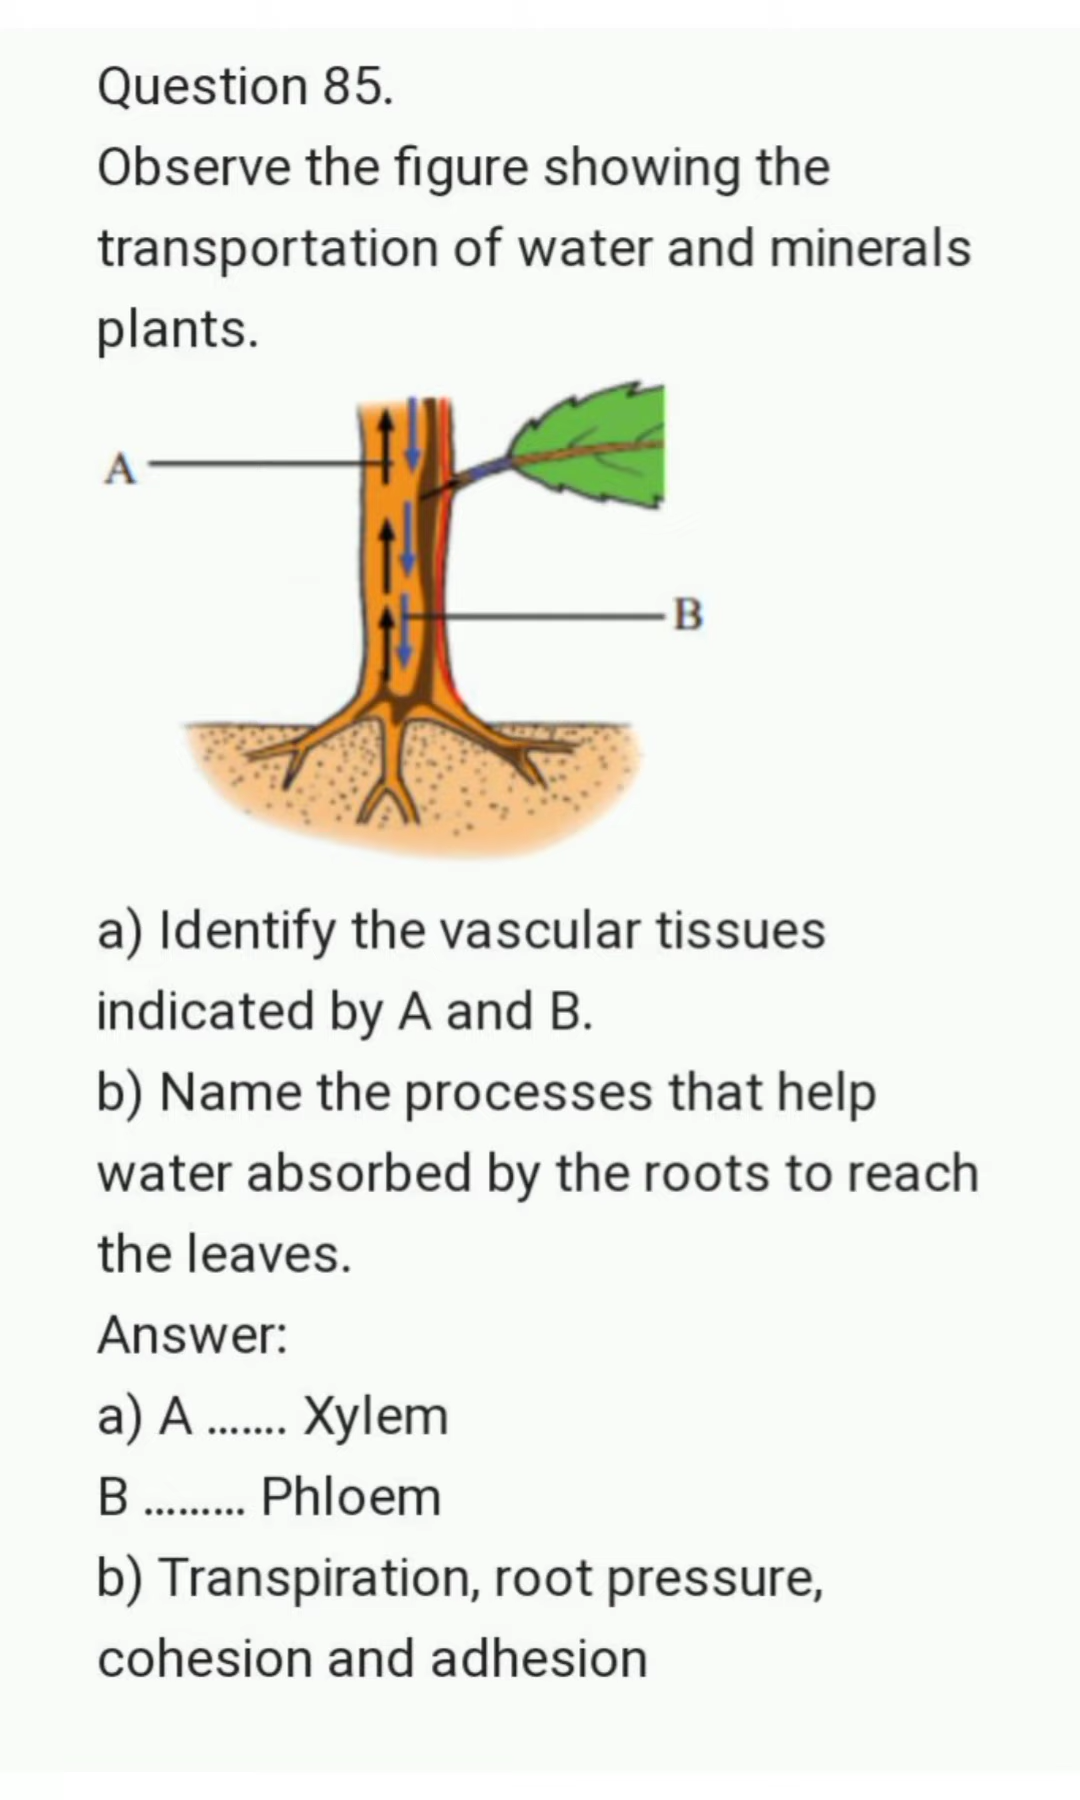 Question 85.
Observe the figure showing the
transportation of water and minerals
plants.
A
B
a) Identify the vascular tissues
indicated by A and B.
b) Name the processes that help
water absorbed by the roots to reach
the leaves.
Answer:
a) A ....... Xylem
B ......... Phloem
b) Transpiration, root pressure,
cohesion and adhesion